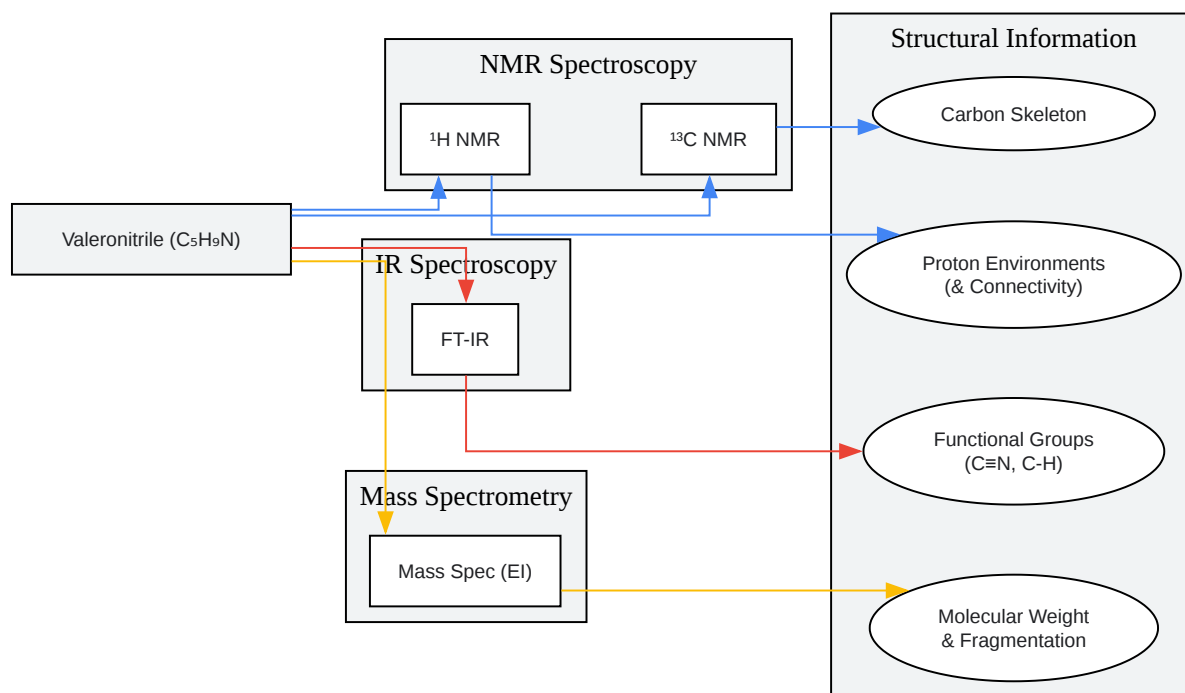 Structural Information
NMR Spectroscopy
Carbon Skeleton
¹H NMR
¹³C NMR
Valeronitrile (C₅H₉N)
IR Spectroscopy
Proton Environments
(& Connectivity)
FT-IR
Functional Groups
(C≡N, C-H)
Mass Spectrometry
Mass Spec (EI)
Molecular Weight
& Fragmentation